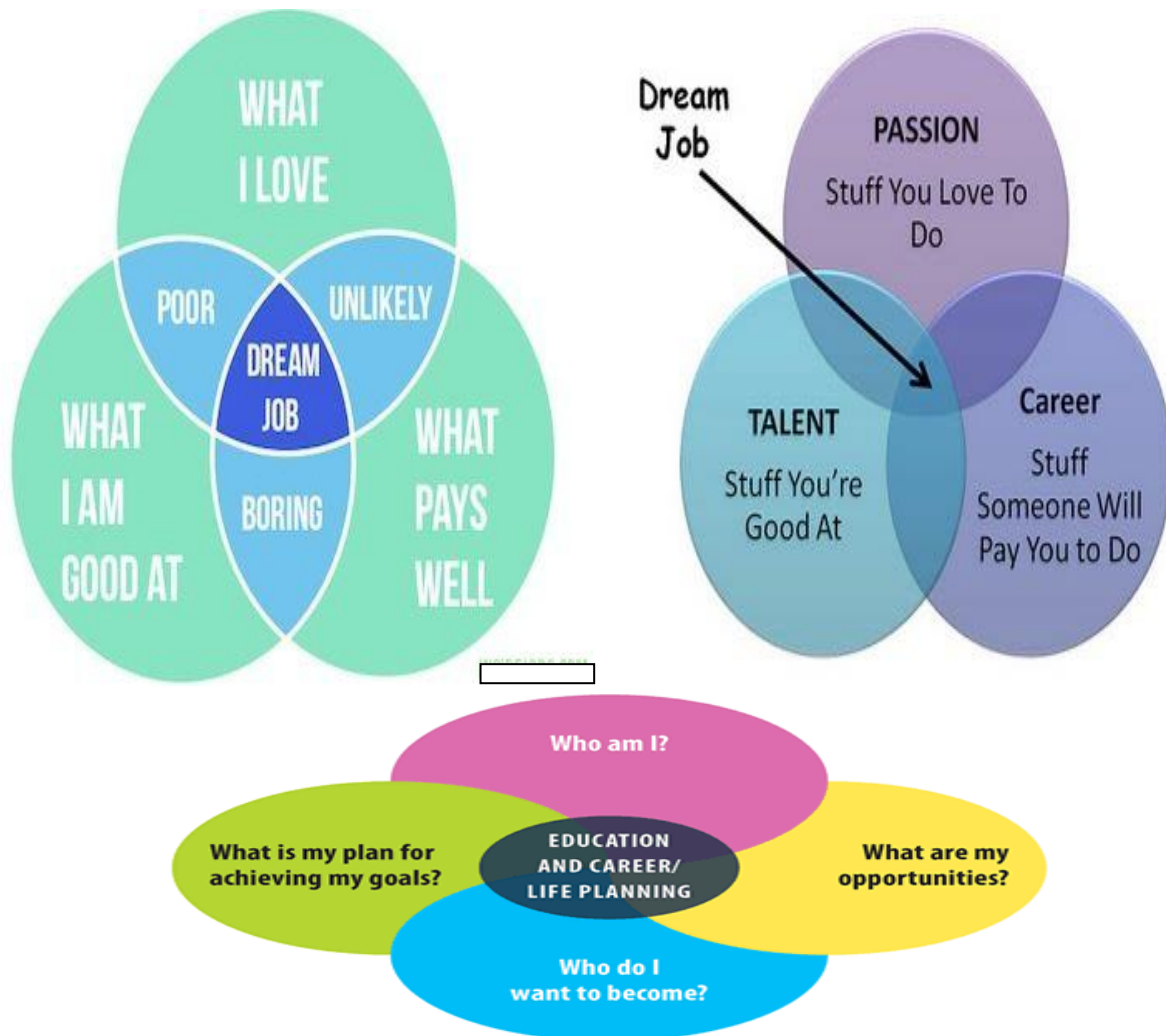 WHAT
I LOVE
POOR
UNLIKELY
DREAM
JOB
WHAT
I AM
GOOD AT
WHAT
PAYS
WELL
BORING
Dream
Job
PASSION
Stuff You Love To
Do
TALENT
Stuff You're
Good At
Career
Stuff
Someone Will
Pay You to Do
Who am I?
What is my plan for
achieving my goals?
EDUCATION
AND CAREER/
LIFE PLANNING
What are my
opportunities?
Who do I
want to become?